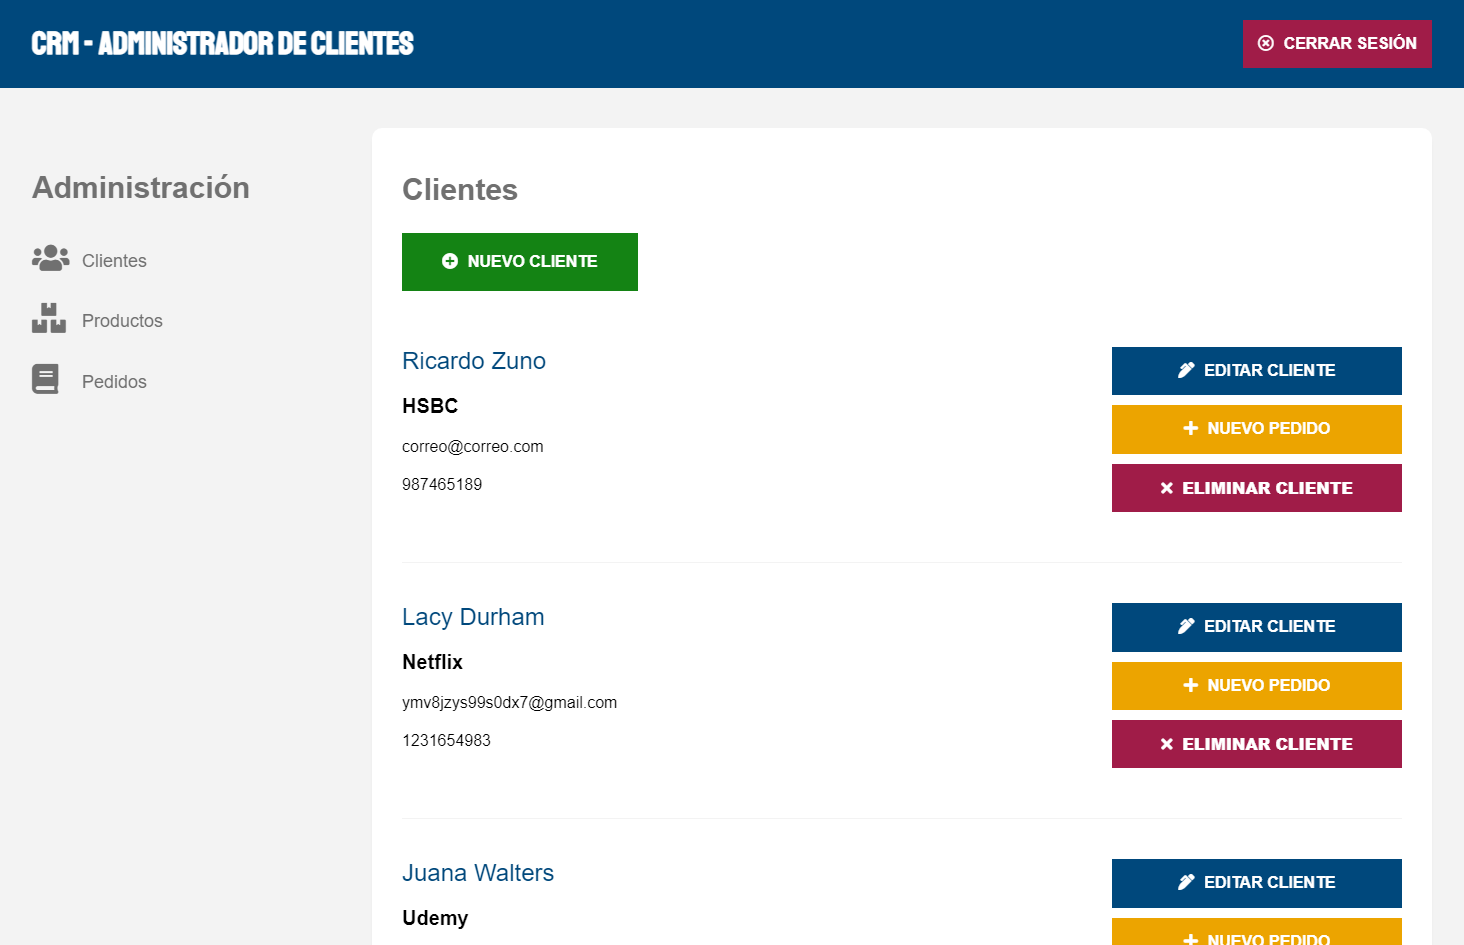 CRM - ADMINISTRADOR DE CLIENTES
CERRAR SESIÓN
Administración
Clientes
Productos
Pedidos
Clientes
NUEVO CLIENTE
Ricardo Zuno
HSBC
correo@correo.com
987465189
EDITAR CLIENTE
NUEVO PEDIDO
ELIMINAR CLIENTE
Lacy Durham
Netflix
ymv8jzys99s0dx7@gmail.com
1231654983
EDITAR CLIENTE
NUEVO PEDIDO
ELIMINAR CLIENTE
Juana Walters
Udemy
EDITAR CLIENTE
NUEVO PEDIDO